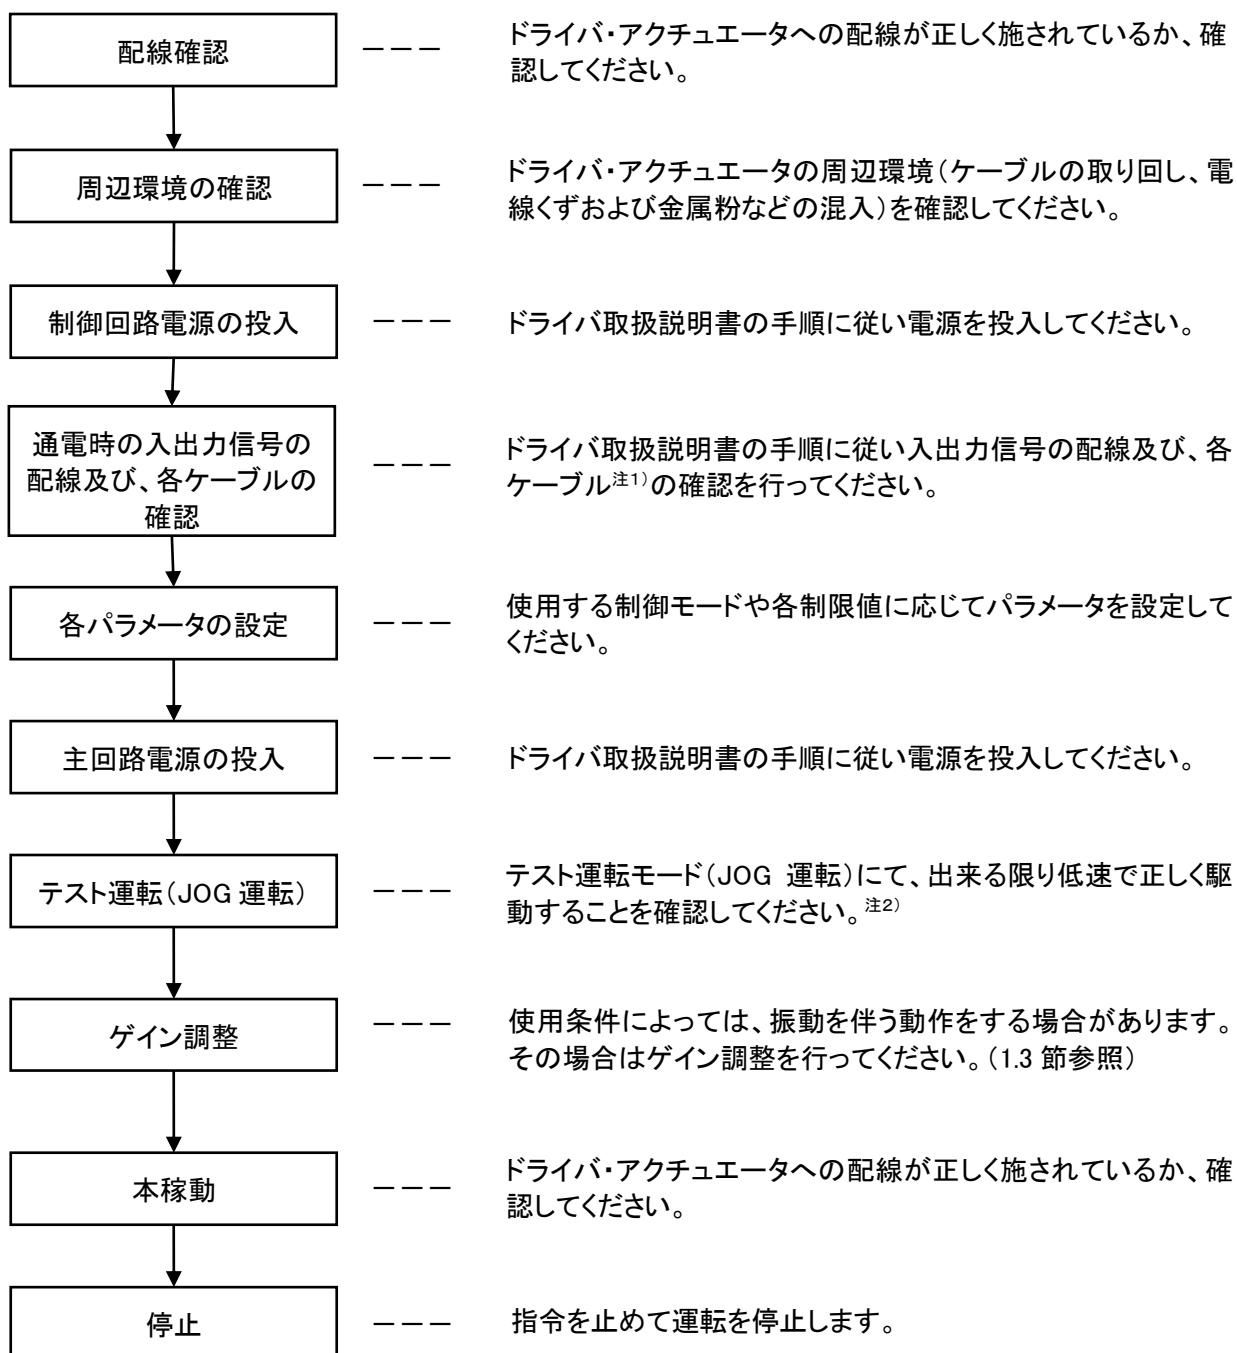 配線確認
———
ドライバ・アクチュエータへの配線が正しく施されているか、確
認してください。
周辺環境の確認
———
ドライバ・アクチュエータの周辺環境(ケーブルの取り回し、電
線くずおよび金属粉などの混入)を確認してください。
制御回路電源の投入
———
ドライバ取扱説明書の手順に従い電源を投入してください。
通電時の入出力信号の
配線及び、各ケーブルの
確認
———
ドライバ取扱説明書の手順に従い入出力信号の配線及び、各
ケーブル注1)の確認を行ってください。
各パラメータの設定
———
使用する制御モードや各制限値に応じてパラメータを設定して
ください。
主回路電源の投入
———
ドライバ取扱説明書の手順に従い電源を投入してください。
テスト運転(JOG 運転)
———
テスト運転モード(JOG 運転)にて、出来る限り低速で正しく駆
動することを確認してください。注2)
ゲイン調整
———
使用条件によっては、振動を伴う動作をする場合があります。
その場合はゲイン調整を行ってください。(1.3 節参照)
本稼動
———
ドライバ・アクチュエータへの配線が正しく施されているか、確
認してください。
停止
———
指令を止めて運転を停止します。